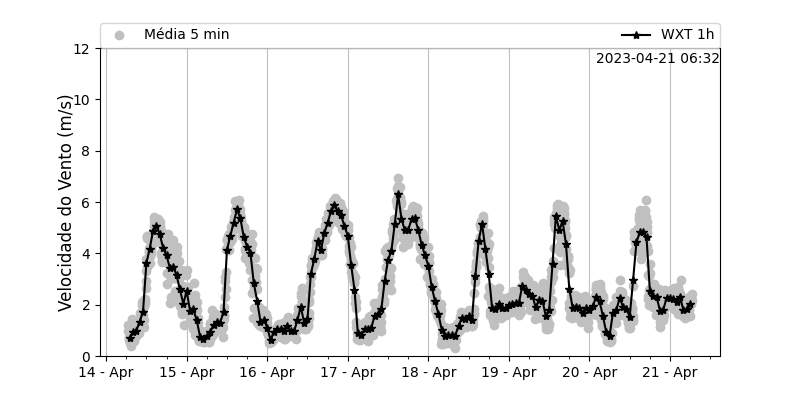 Média 5 min
WXT 1h
2023-04-21 06:32
Velocidade do Vento (m/s)
12
10
8
6
4
2
0
14 - Apr
15 - Apr
16 - Apr
17 - Apr
18 - Apr
19 - Apr
20 - Apr
21 - Apr